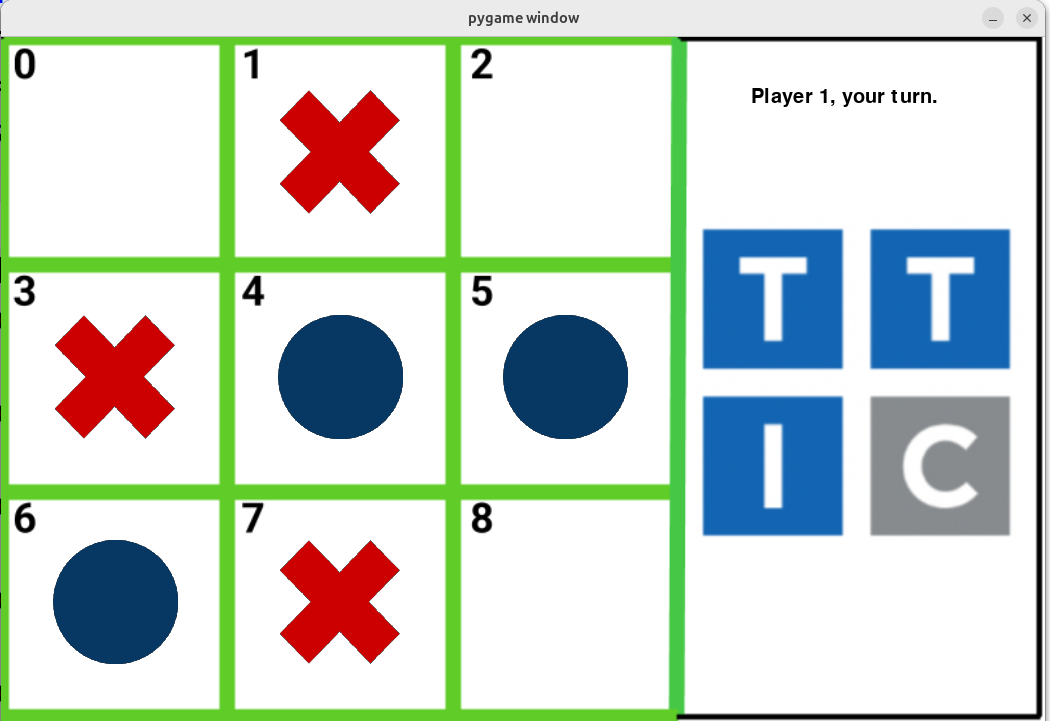 pygame window
0 1 2
Player 1, your turn.
T T
3 4 5
I C
6 7 8